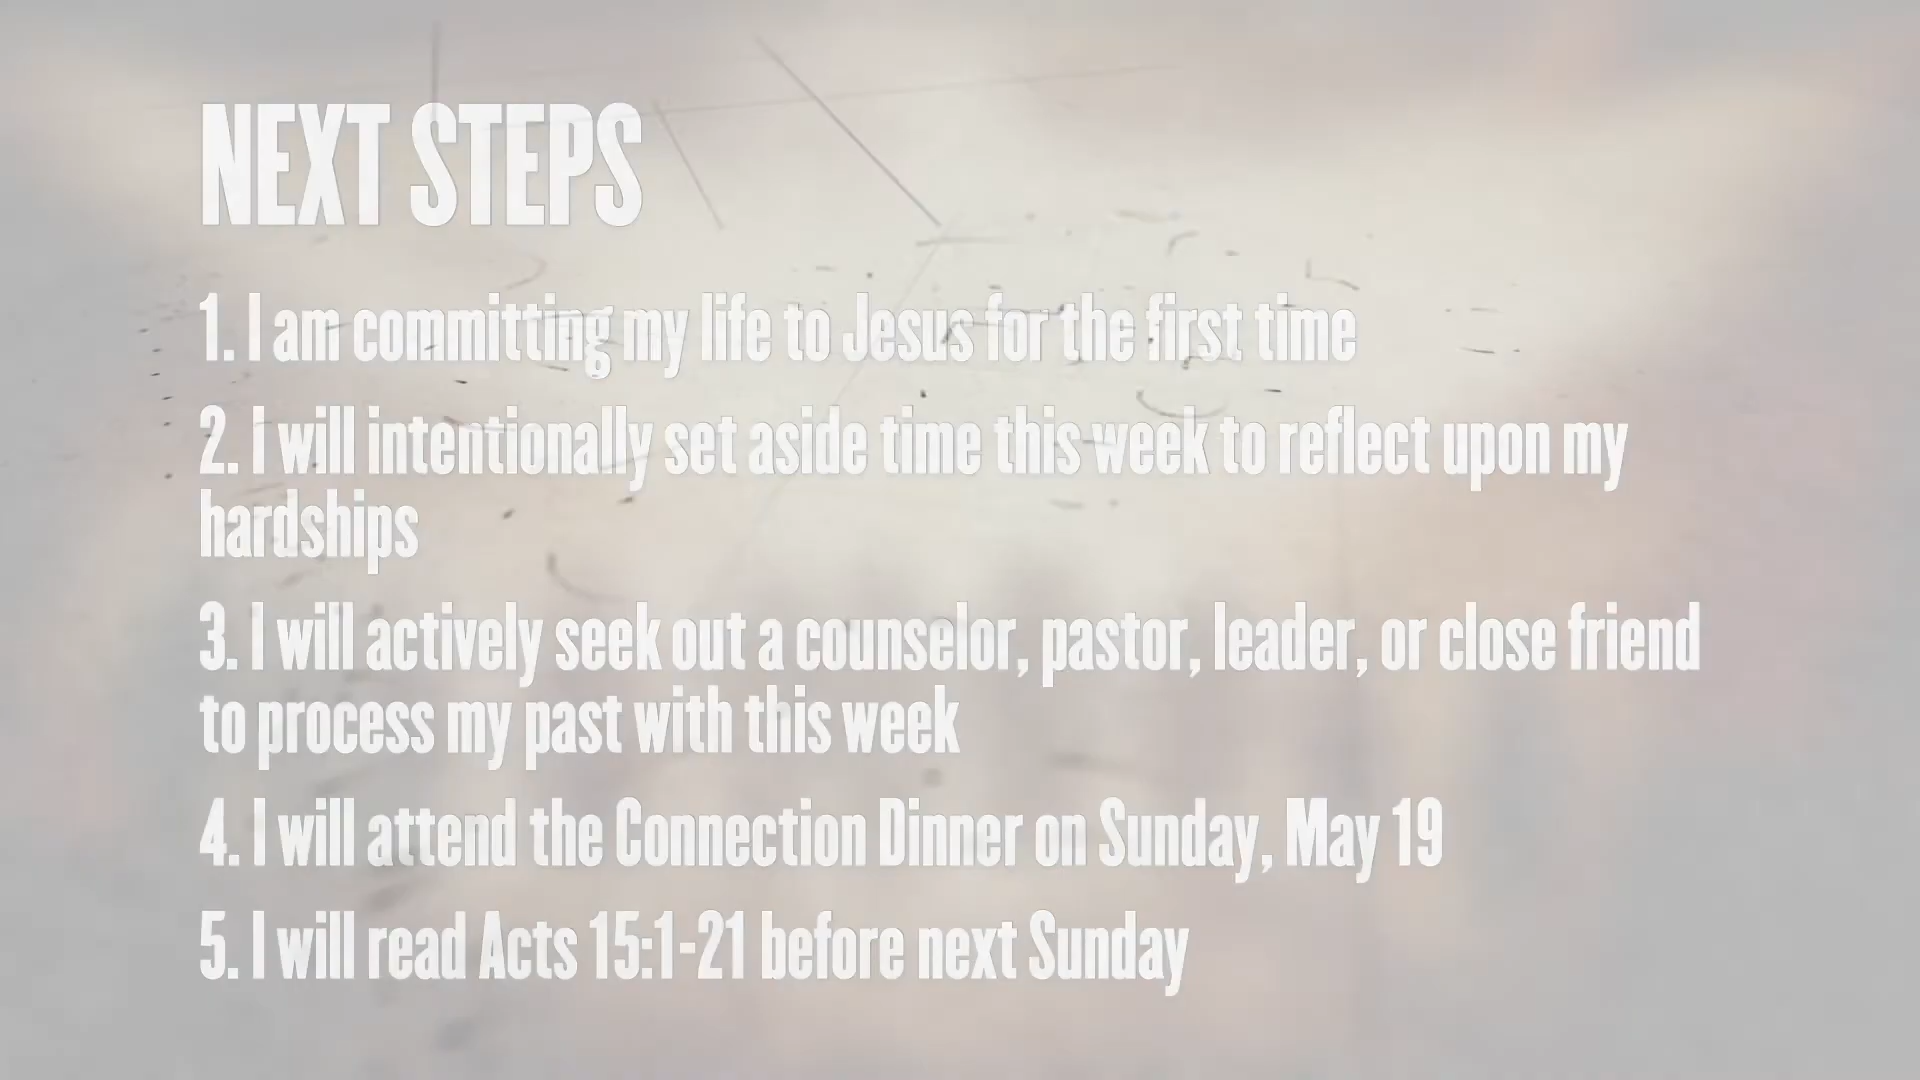 NEXT STEPS
1. I am committing my life to Jesus for the first time
2. I will intentionally set aside time this week to reflect upon my
hardships
3. I will actively seek out a counselor, pastor, leader, or close friend
to process my past with this week
4. I will attend the Connection Dinner on Sunday, May 19
5. I will read Acts 15:1-21 before next Sunday